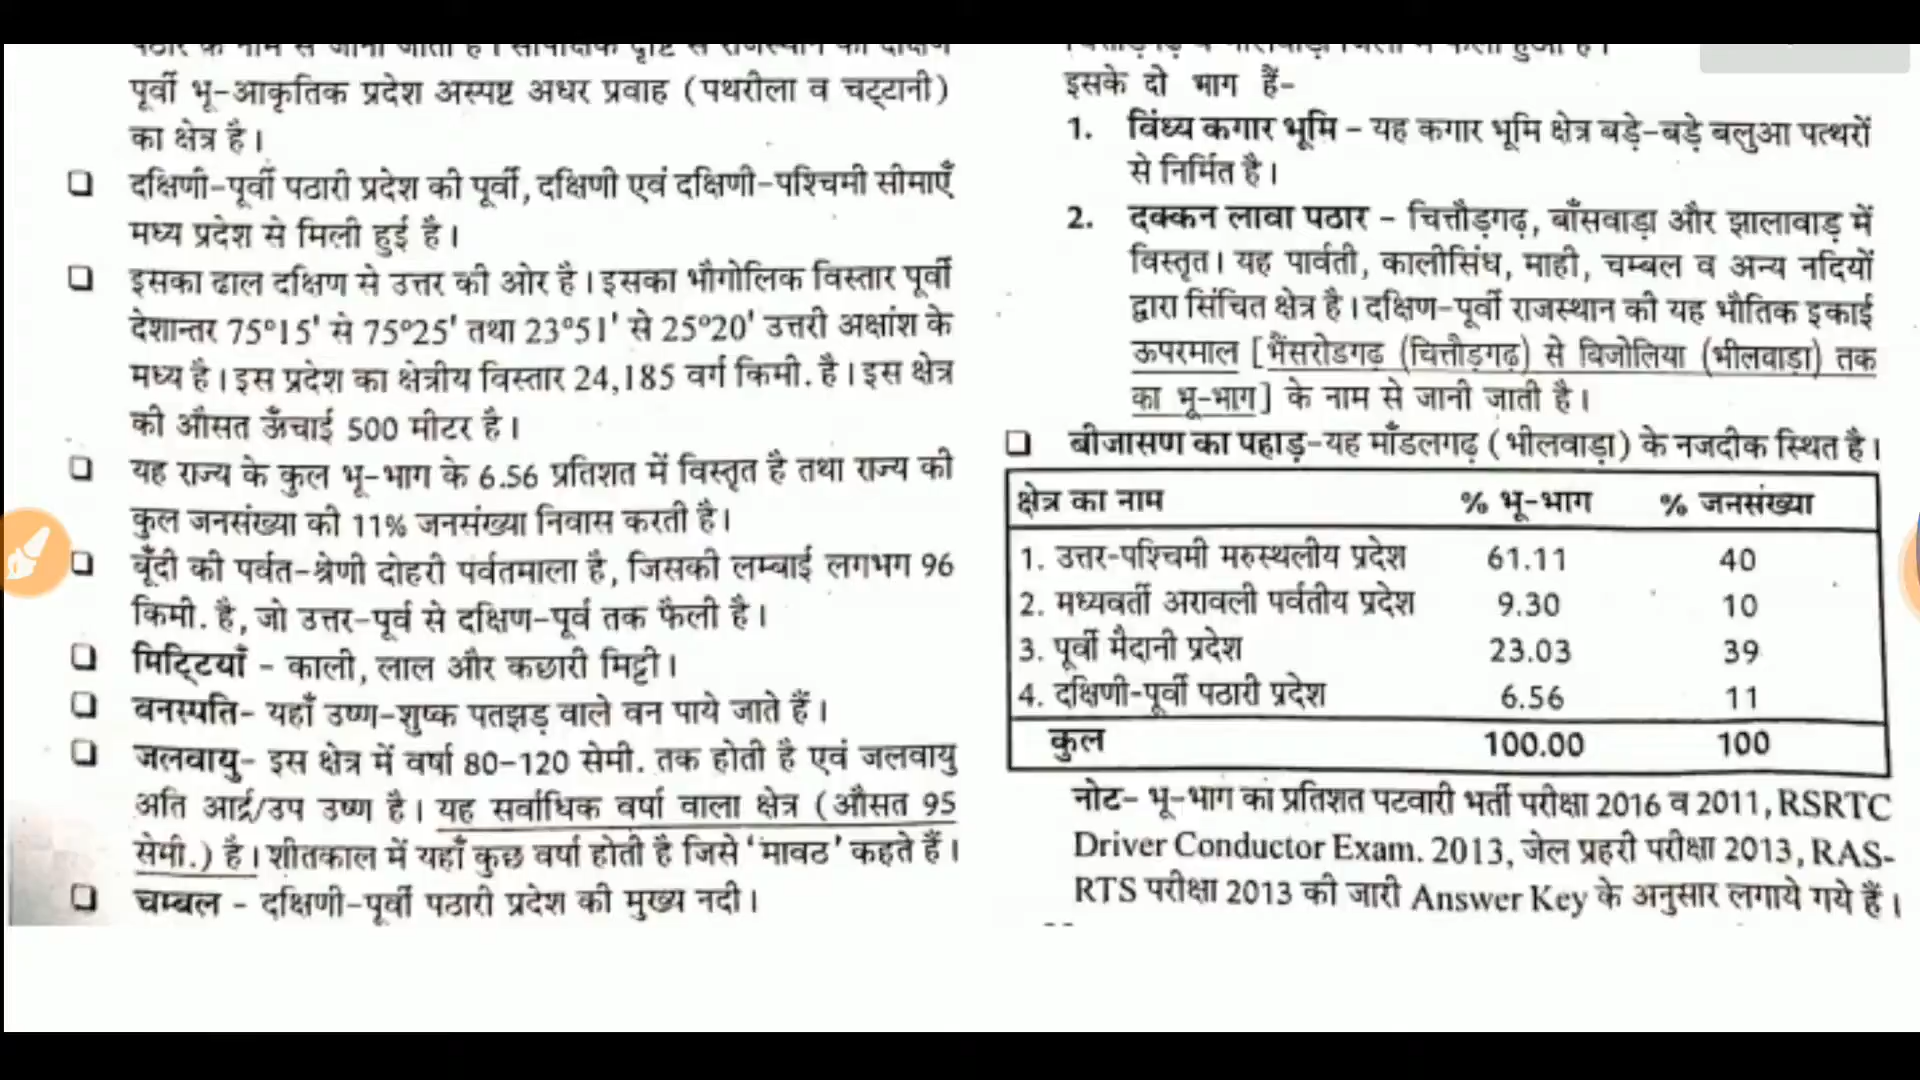 पूर्वी भू-आकृतिक प्रदेश अस्पष्ट अधर प्रवाह (पथरीला व चट्टानी)
का क्षेत्र है।
❑ दक्षिणी-पूर्वी पठारी प्रदेश की पूर्वी, दक्षिणी एवं दक्षिणी-पश्चिमी सीमाएँ
मध्य प्रदेश से मिली हुई है।
❑ इसका ढाल दक्षिण से उत्तर की ओर है। इसका भौगोलिक विस्तार पूर्वी
देशान्तर 75°15' से 75°25' तथा 23°51' से 25°20' उत्तरी अक्षांश के
मध्य है। इस प्रदेश का क्षेत्रीय विस्तार 24,185 वर्ग किमी. है। इस क्षेत्र
की औसत ऊँचाई 500 मीटर है।
❑ यह राज्य के कुल भू-भाग के 6.56 प्रतिशत में विस्तृत है तथा राज्य की
कुल जनसंख्या की 11% जनसंख्या निवास करती है।
❑ बूँदी की पर्वत-श्रेणी दोहरी पर्वतमाला है, जिसकी लम्बाई लगभग 96
किमी. है, जो उत्तर-पूर्व से दक्षिण-पूर्व तक फैली है।
❑ मिट्टियाँ - काली, लाल और कछारी मिट्टी।
❑ वनस्पति- यहाँ उष्ण-शुष्क पतझड़ वाले वन पाये जाते हैं।
❑ जलवायु- इस क्षेत्र में वर्षा 80-120 सेमी. तक होती है एवं जलवायु
अति आर्द्र/उप उष्ण है। यह सर्वाधिक वर्षा वाला क्षेत्र (औसत 95
सेमी.) है। शीतकाल में यहाँ कुछ वर्षा होती है जिसे 'मावठ' कहते हैं।
❑ चम्बल - दक्षिणी-पूर्वी पठारी प्रदेश की मुख्य नदी।
इसके दो भाग हैं-
1. विंध्य कगार भूमि - यह कगार भूमि क्षेत्र बड़े-बड़े बलुआ पत्थरों
से निर्मित है।
2. दक्कन लावा पठार - चित्तौड़गढ़, बाँसवाड़ा और झालावाड़ में
विस्तृत। यह पार्वती, कालीसिंध, माही, चम्बल व अन्य नदियों
द्वारा सिंचित क्षेत्र है। दक्षिण-पूर्वी राजस्थान की यह भौतिक इकाई
ऊपरमाल [भैंसरोडगढ़ (चित्तौड़गढ़) से बिजोलिया (भीलवाड़ा) तक
का भू-भाग] के नाम से जानी जाती है।
❑ बीजासण का पहाड़-यह माँडलगढ़ (भीलवाड़ा) के नजदीक स्थित है।
क्षेत्र का नाम % भू-भाग % जनसंख्या
1. उत्तर-पश्चिमी मरुस्थलीय प्रदेश 61.11 40
2. मध्यवर्ती अरावली पर्वतीय प्रदेश 9.30 10
3. पूर्वी मैदानी प्रदेश 23.03 39
4. दक्षिणी-पूर्वी पठारी प्रदेश 6.56 11
कुल 100.00 100
नोट- भू-भाग का प्रतिशत पटवारी भर्ती परीक्षा 2016 व 2011, RSRTC
Driver Conductor Exam. 2013, जेल प्रहरी परीक्षा 2013, RAS-
RTS परीक्षा 2013 की जारी Answer Key के अनुसार लगाये गये हैं।